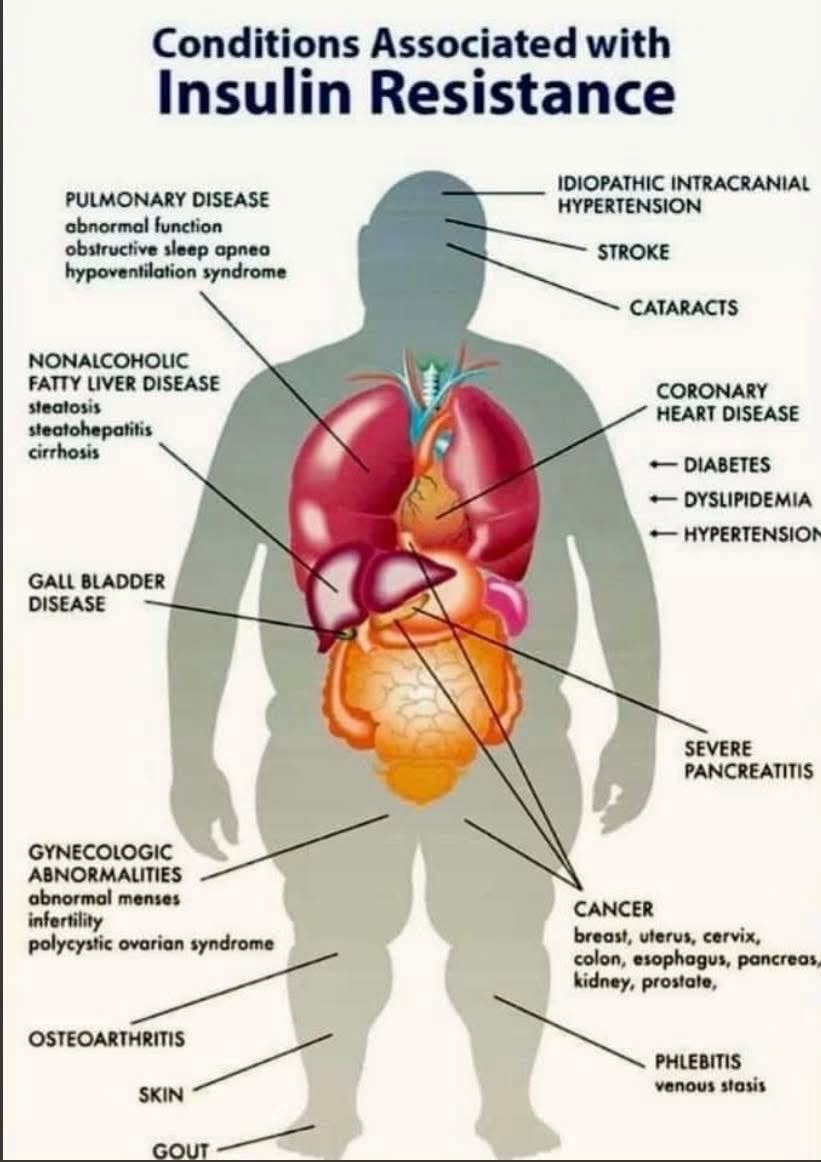 Conditions Associated with
Insulin Resistance
PULMONARY DISEASE
abnormal function
obstructive sleep apnea
hypoventilation syndrome
IDIOPATHIC INTRACRANIAL
HYPERTENSION
STROKE
CATARACTS
NONALCOHOLIC
FATTY LIVER DISEASE
steatosis
steatohepatitis
cirrhosis
CORONARY
HEART DISEASE
DIABETES
DYSLIPIDEMIA
HYPERTENSION
GALL BLADDER
DISEASE
SEVERE
PANCREATITIS
GYNECOLOGIC
ABNORMALITIES
abnormal menses
infertility
polycystic ovarian syndrome
CANCER
breast, uterus, cervix,
colon, esophagus, pancreas,
kidney, prostate,
OSTEOARTHRITIS
SKIN
GOUT
PHLEBITIS
venous stasis